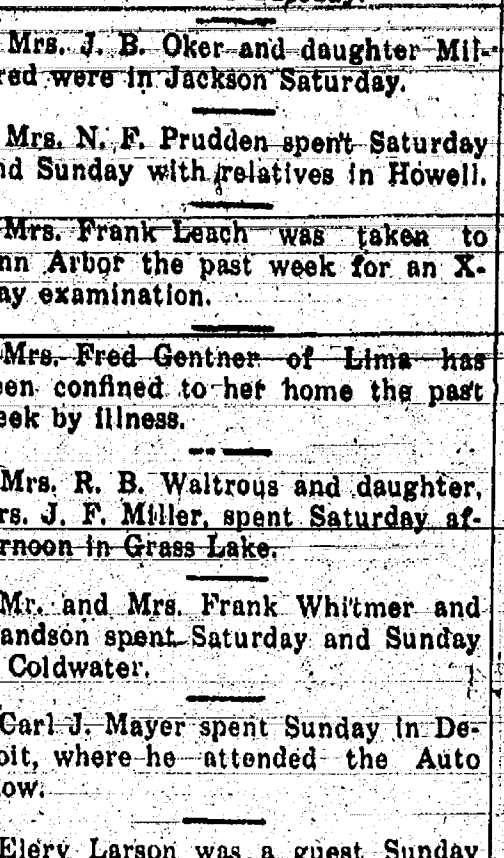 Mrs. J. B. Oker and daughter Mil-
red were in Jackson Saturday.
Mrs. N. F. Prudden spent Saturday
nd Sunday with relatives in Howell.
Mrs. Frank Leach was taken to
nn Arbor the past week for an X-
ay examination.
Mrs. Fred Gentner of Lima has
een confined to her home the past
eek by illness.
Mrs. R. B. Waltrous and daughter,
rs. J. F. Miller, spent Saturday af-
rnoon in Grass Lake.
Mr. and Mrs. Frank Whitmer and
andson spent Saturday and Sunday
Coldwater.
Carl J. Mayer spent Sunday in De-
oit, where he attended the Auto
ow.
Elery Larson was a guest Sunday